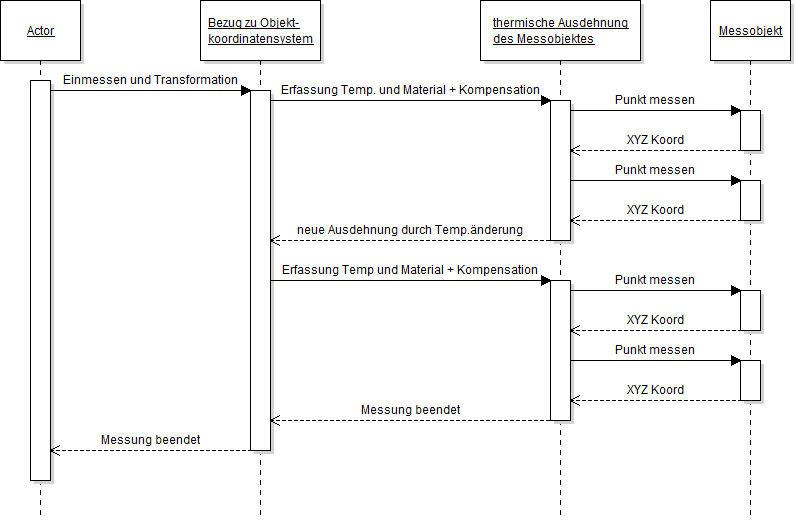 Actor
Bezug zu Objekt-
koordinatensystem
thermische Ausdehnung
des Messobjektes
Messobjekt
Einmessen und Transformation
Erfassung Temp. und Material + Kompensation
Punkt messen
XYZ Koord
Punkt messen
XYZ Koord
neue Ausdehnung durch Temp.änderung
Erfassung Temp und Material + Kompensation
Punkt messen
XYZ Koord
Punkt messen
XYZ Koord
Messung beendet
Messung beendet